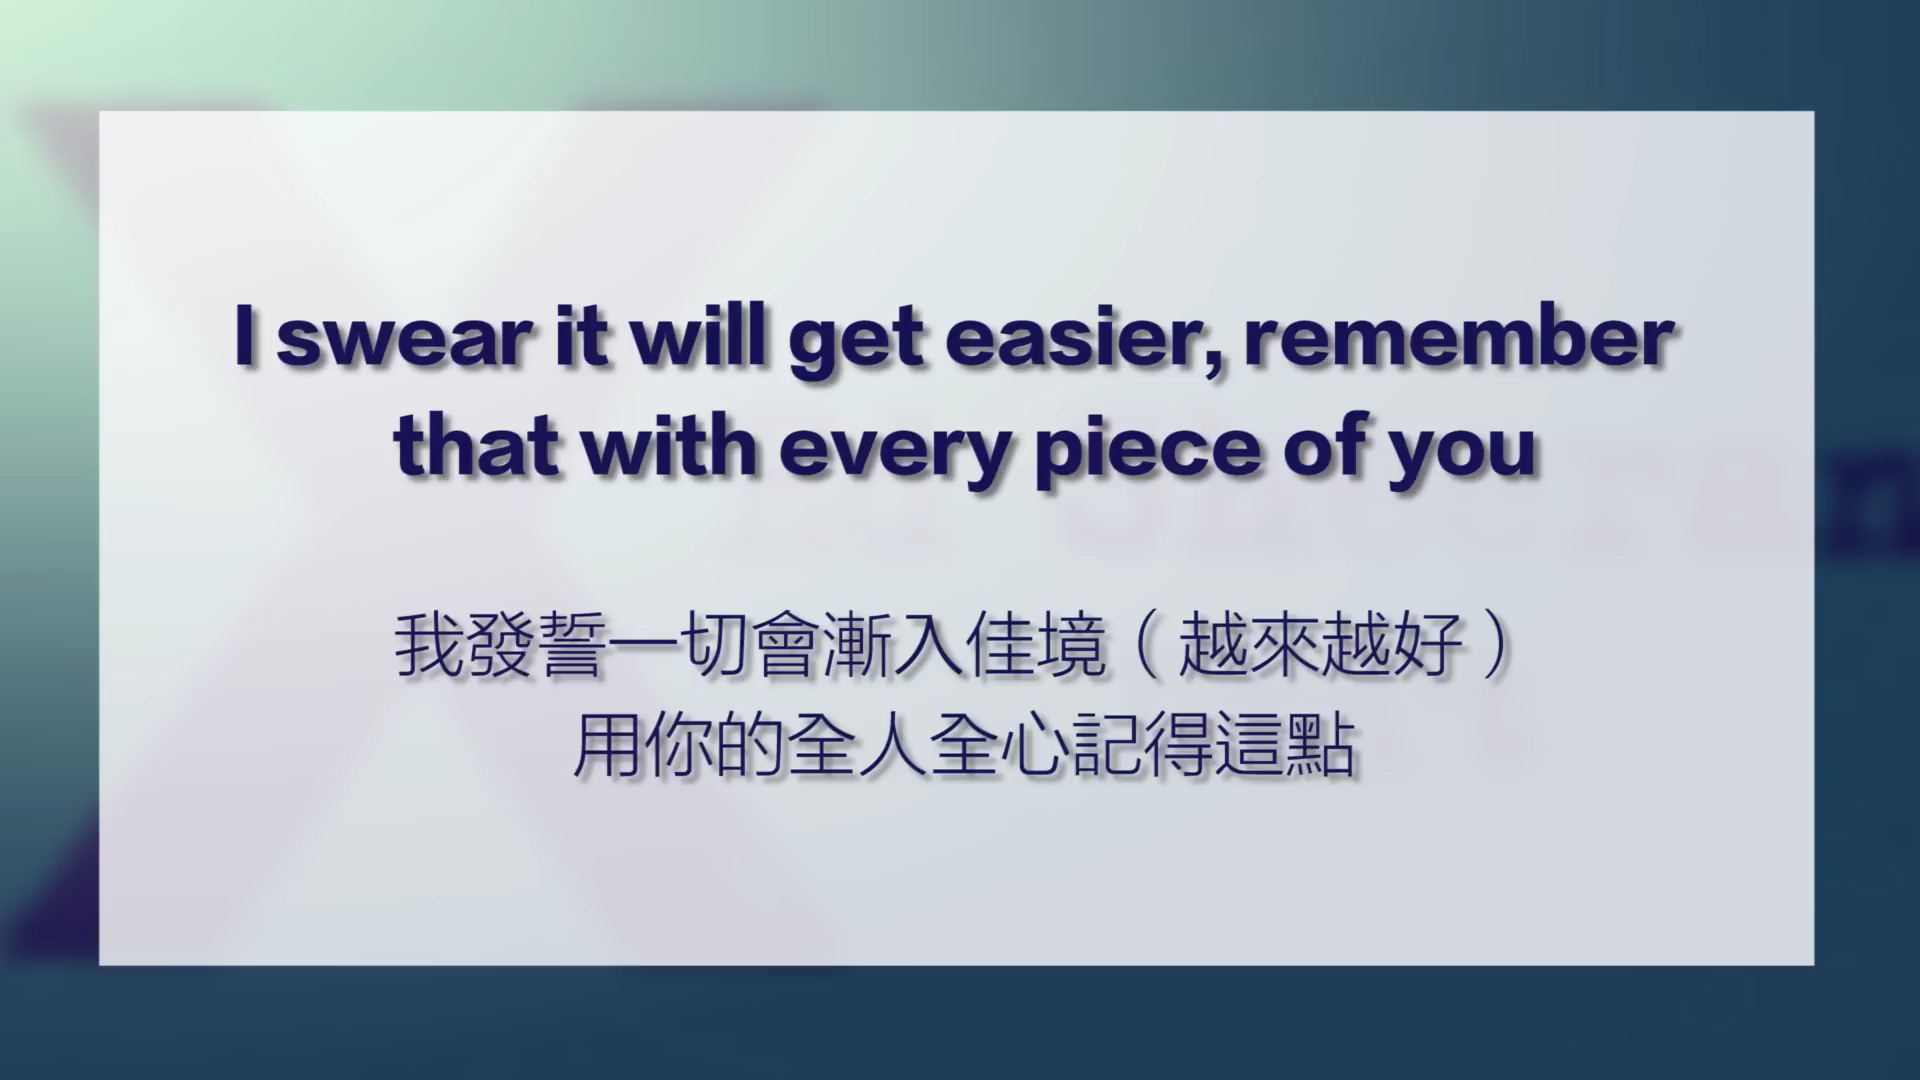 I swear it will get easier, remember
that with every piece of you
我發誓一切會漸入佳境（越來越好）
用你的全人全心記得這點